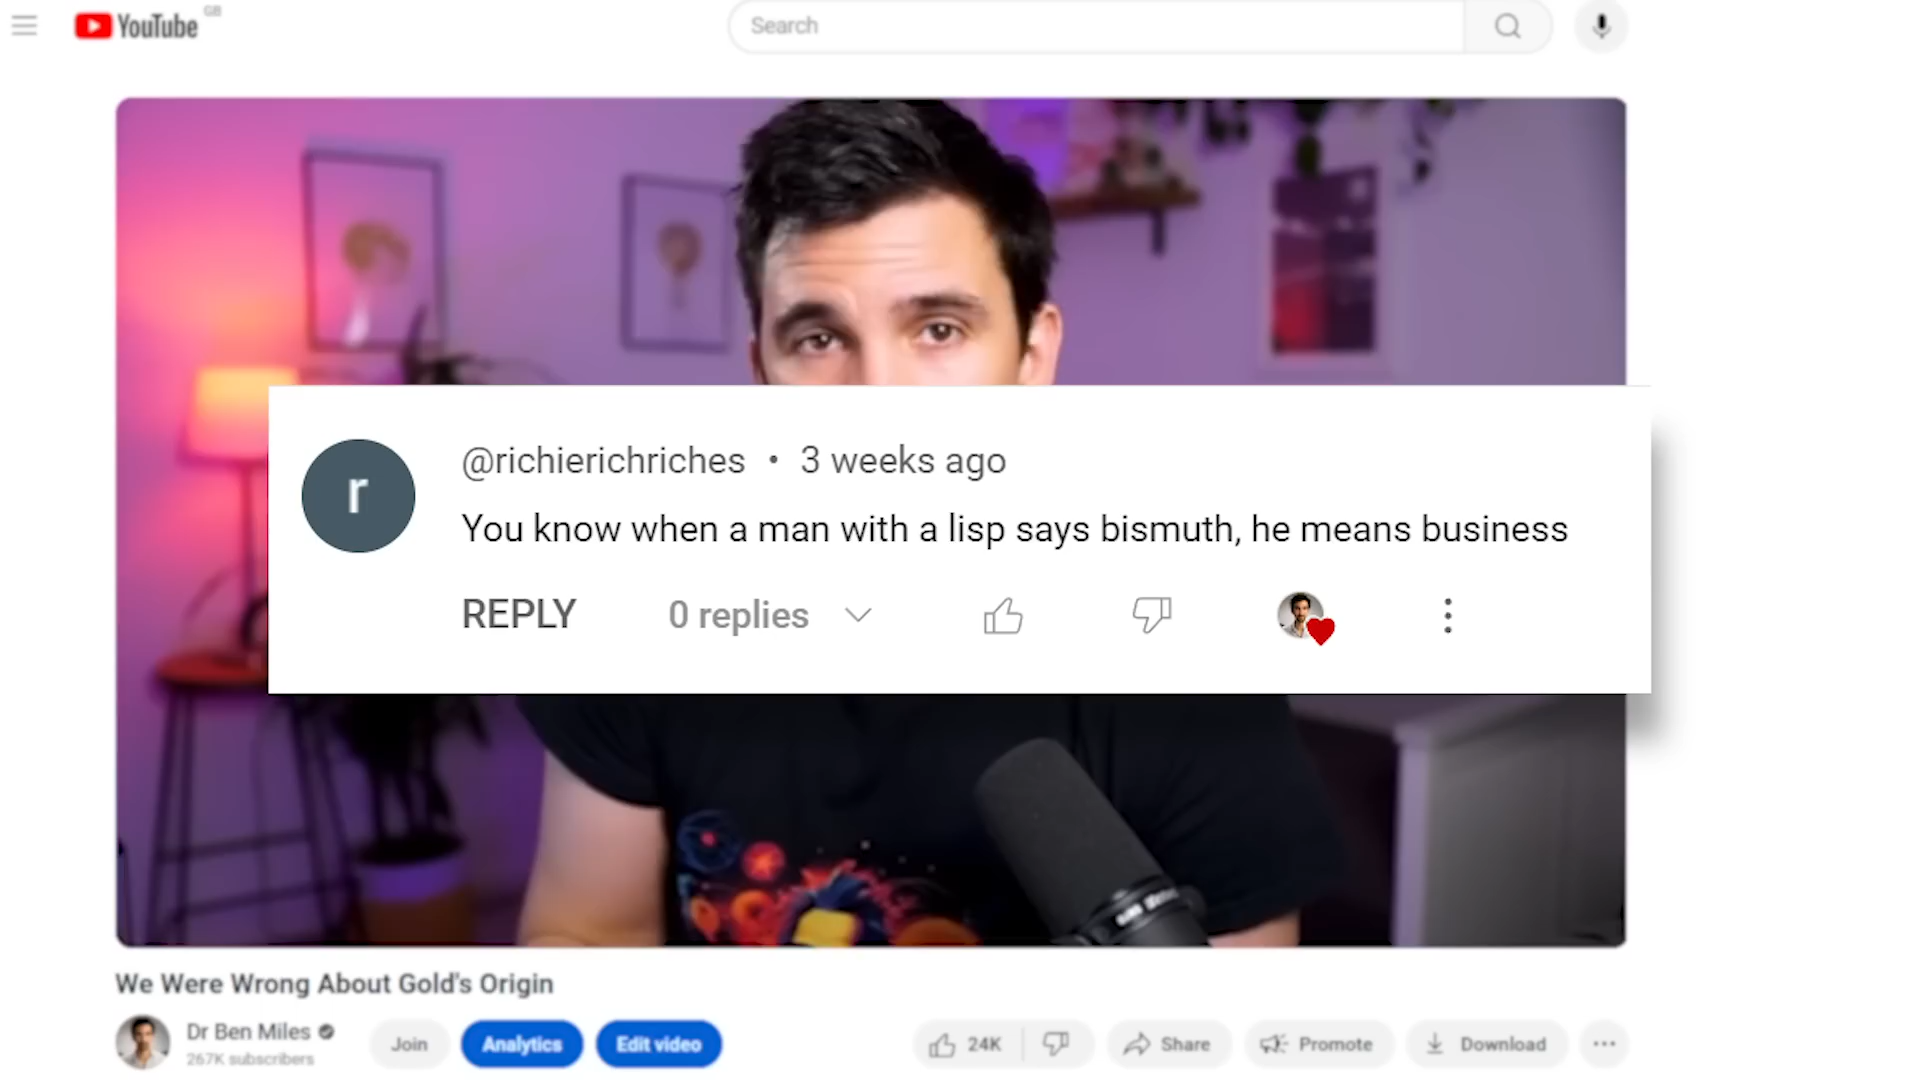 YouTube GB
Search
r
@richierichriches • 3 weeks ago
You know when a man with a lisp says bismuth, he means business
REPLY
0 replies
We Were Wrong About Gold's Origin
Dr Ben Miles
267K subscribers
Join
Analytics
Edit video
24K
Share
Promote
Download